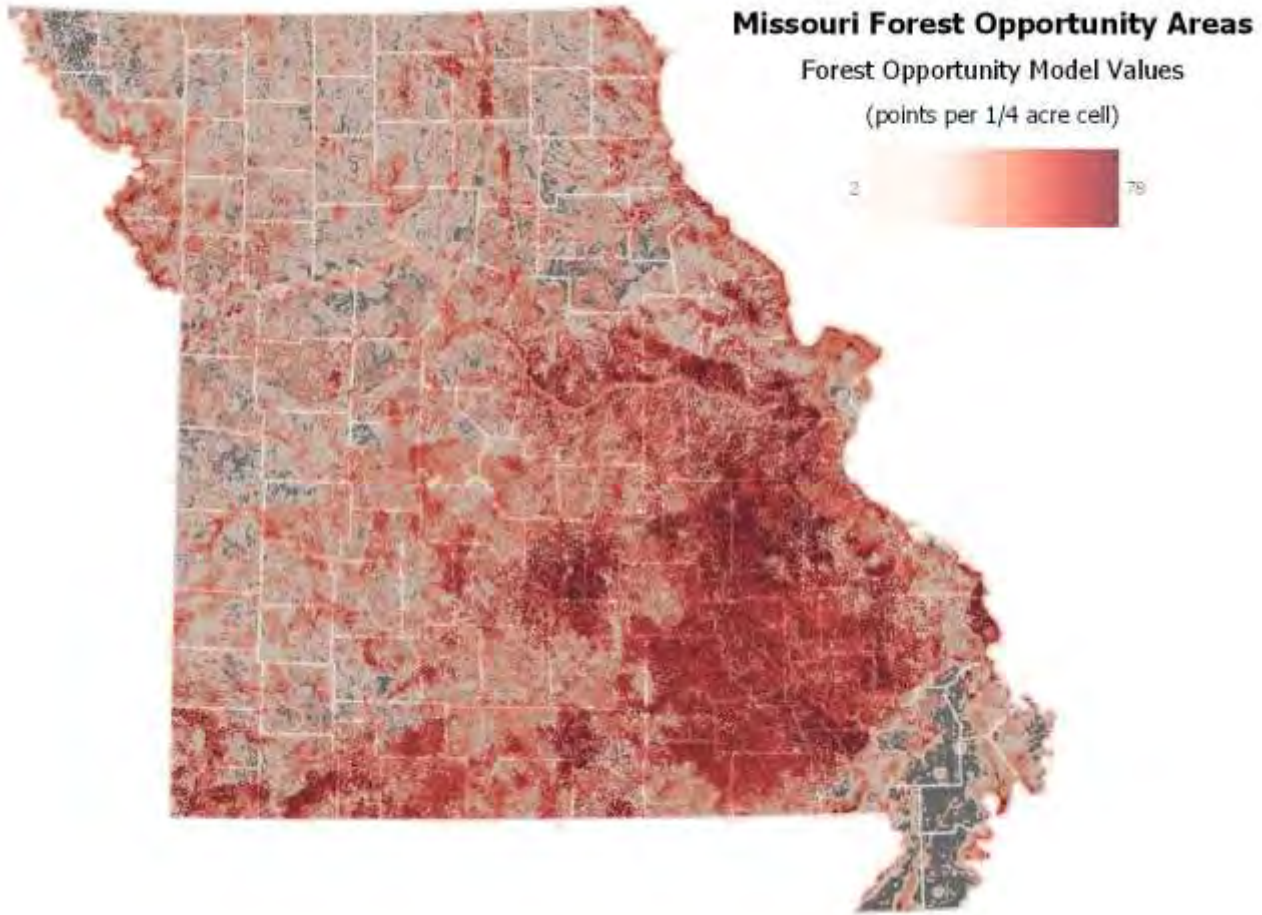 Missouri Forest Opportunity Areas
Forest Opportunity Model Values
(points per 1/4 acre cell)
2
78